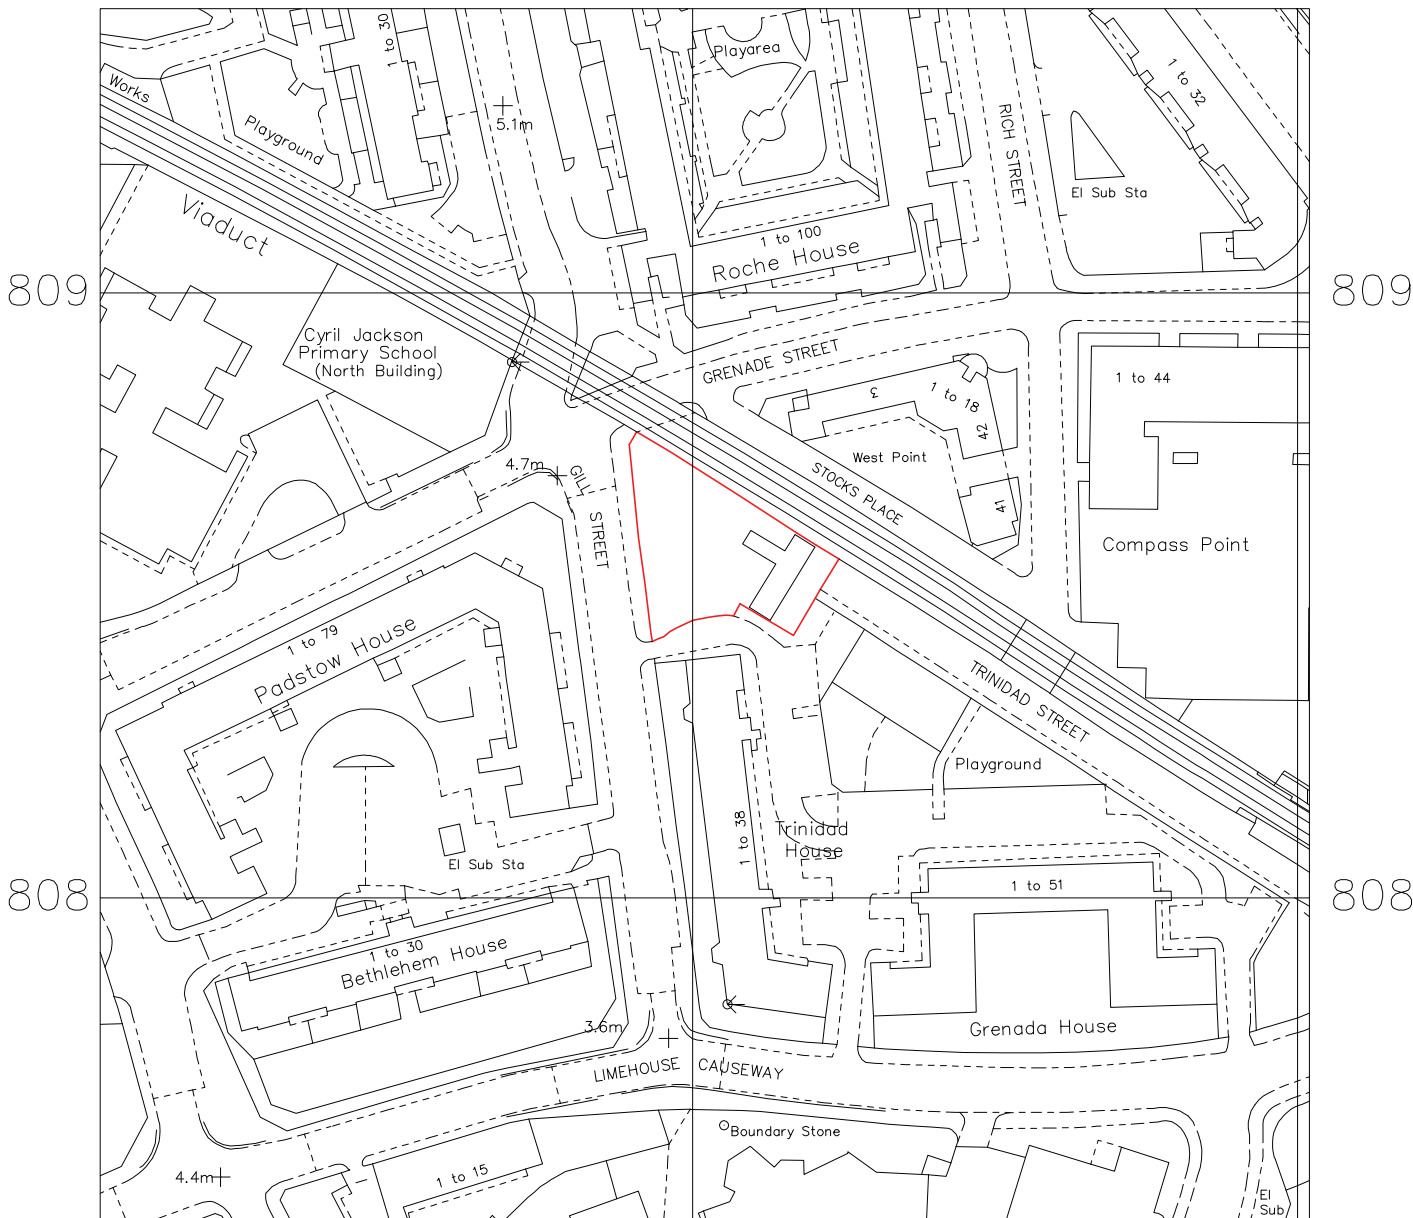 1 to 30
Playarea
Works
1 to 32
5.1m
Playground
RICH STREET
El Sub Sta
Viaduct
1 to 100
Roche House
809
809
Cyril Jackson
Primary School
(North Building)
GRENADE STREET
3
1 to 18
42
1 to 44
West Point
4.7m
GILL STREET
STOCKS PLACE
41
Compass Point
1 to 79
Padstow House
TRINIDAD STREET
Playground
1 to 38
Trinidad
House
El Sub Sta
1 to 51
808
808
1 to 30
Bethlehem House
3.6m
Grenada House
LIMEHOUSE CAUSEWAY
Boundary Stone
4.4m
1 to 15
El
Sub